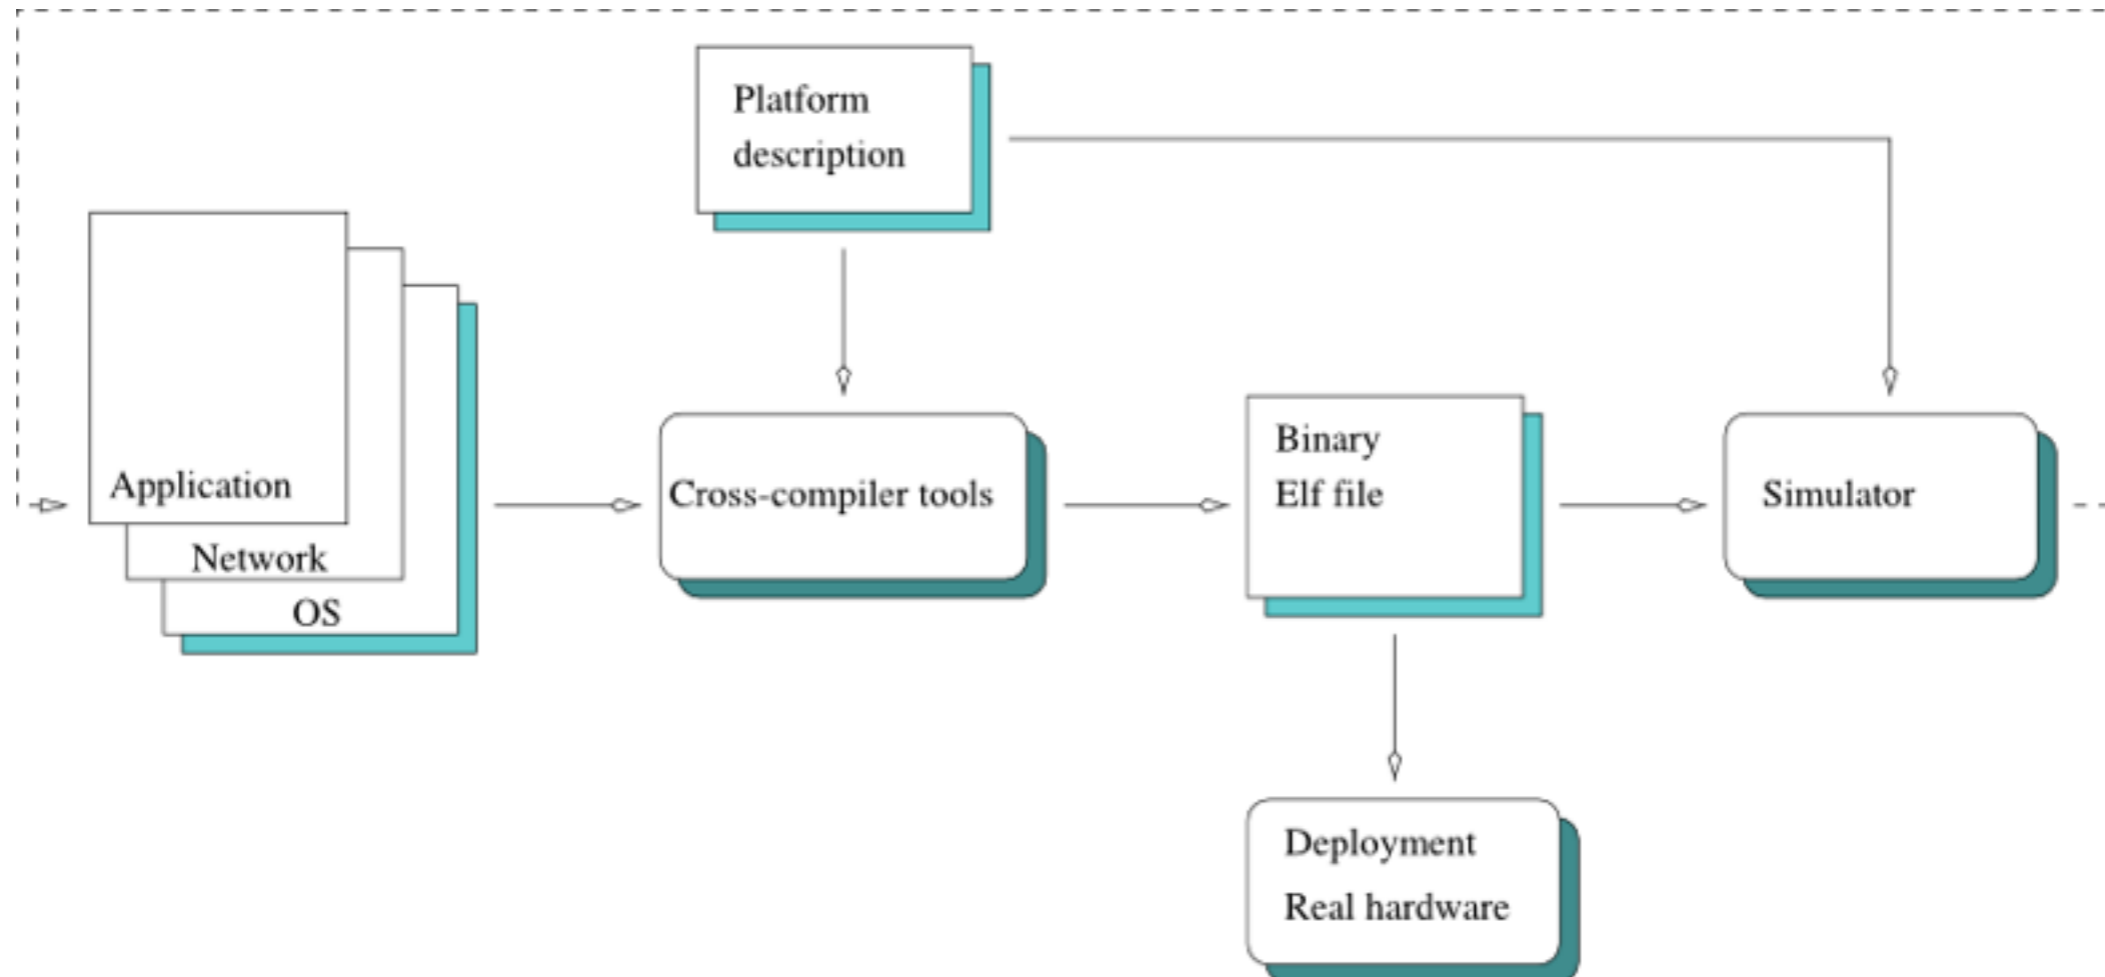 Platform
description
Application
Network
OS
Cross-compiler tools
Binary
Elf file
Simulator
Deployment
Real hardware